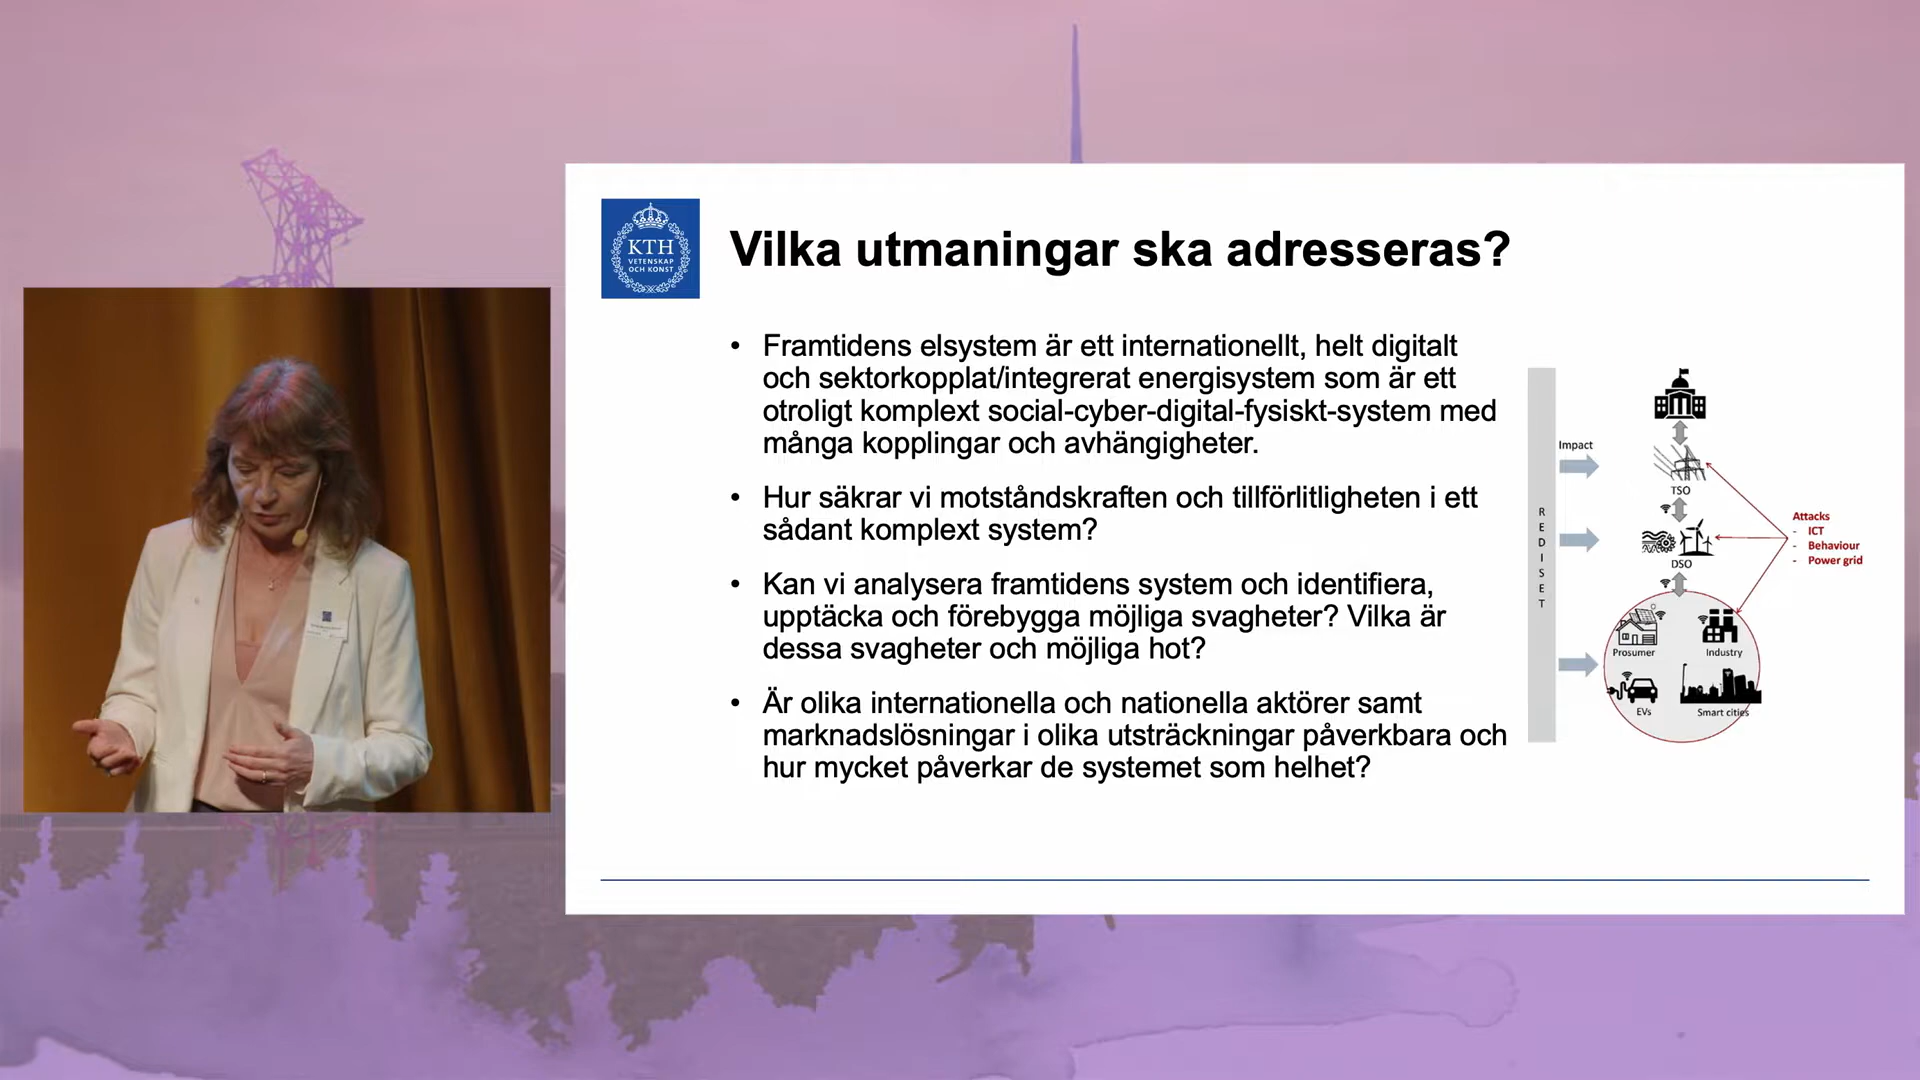 KTH
VETENSKAP
OCH KONST
Vilka utmaningar ska adresseras?
• Framtidens elsystem är ett internationellt, helt digitalt
och sektorkopplat/integrerat energisystem som är ett
otroligt komplext social-cyber-digital-fysiskt-system med
många kopplingar och avhängigheter.
• Hur säkrar vi motståndskraften och tillförlitligheten i ett
sådant komplext system?
• Kan vi analysera framtidens system och identifiera,
upptäcka och förebygga möjliga svagheter? Vilka är
dessa svagheter och möjliga hot?
• Är olika internationella och nationella aktörer samt
marknadslösningar i olika utsträckningar påverkbara och
hur mycket påverkar de systemet som helhet?
REDISET
Impact
TSO
DSO
Prosumer
Industry
EVs
Smart cities
Attacks
- ICT
- Behaviour
- Power grid